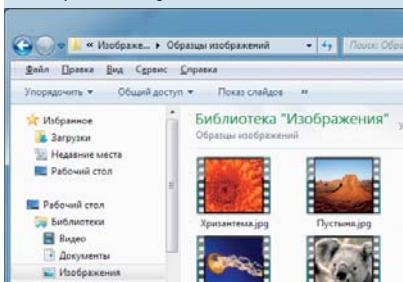 « Изображе... ▸ Образцы изображений
Поиск: Обра
Файл Правка Вид Сервис Справка
Упорядочить Общий доступ Показ слайдов »
Избранное
Загрузки
Недавние места
Рабочий стол
Рабочий стол
Библиотеки
Видео
Документы
Изображения
Библиотека "Изображения"
Образцы изображений
Хризантема.jpg Пустыня.jpg